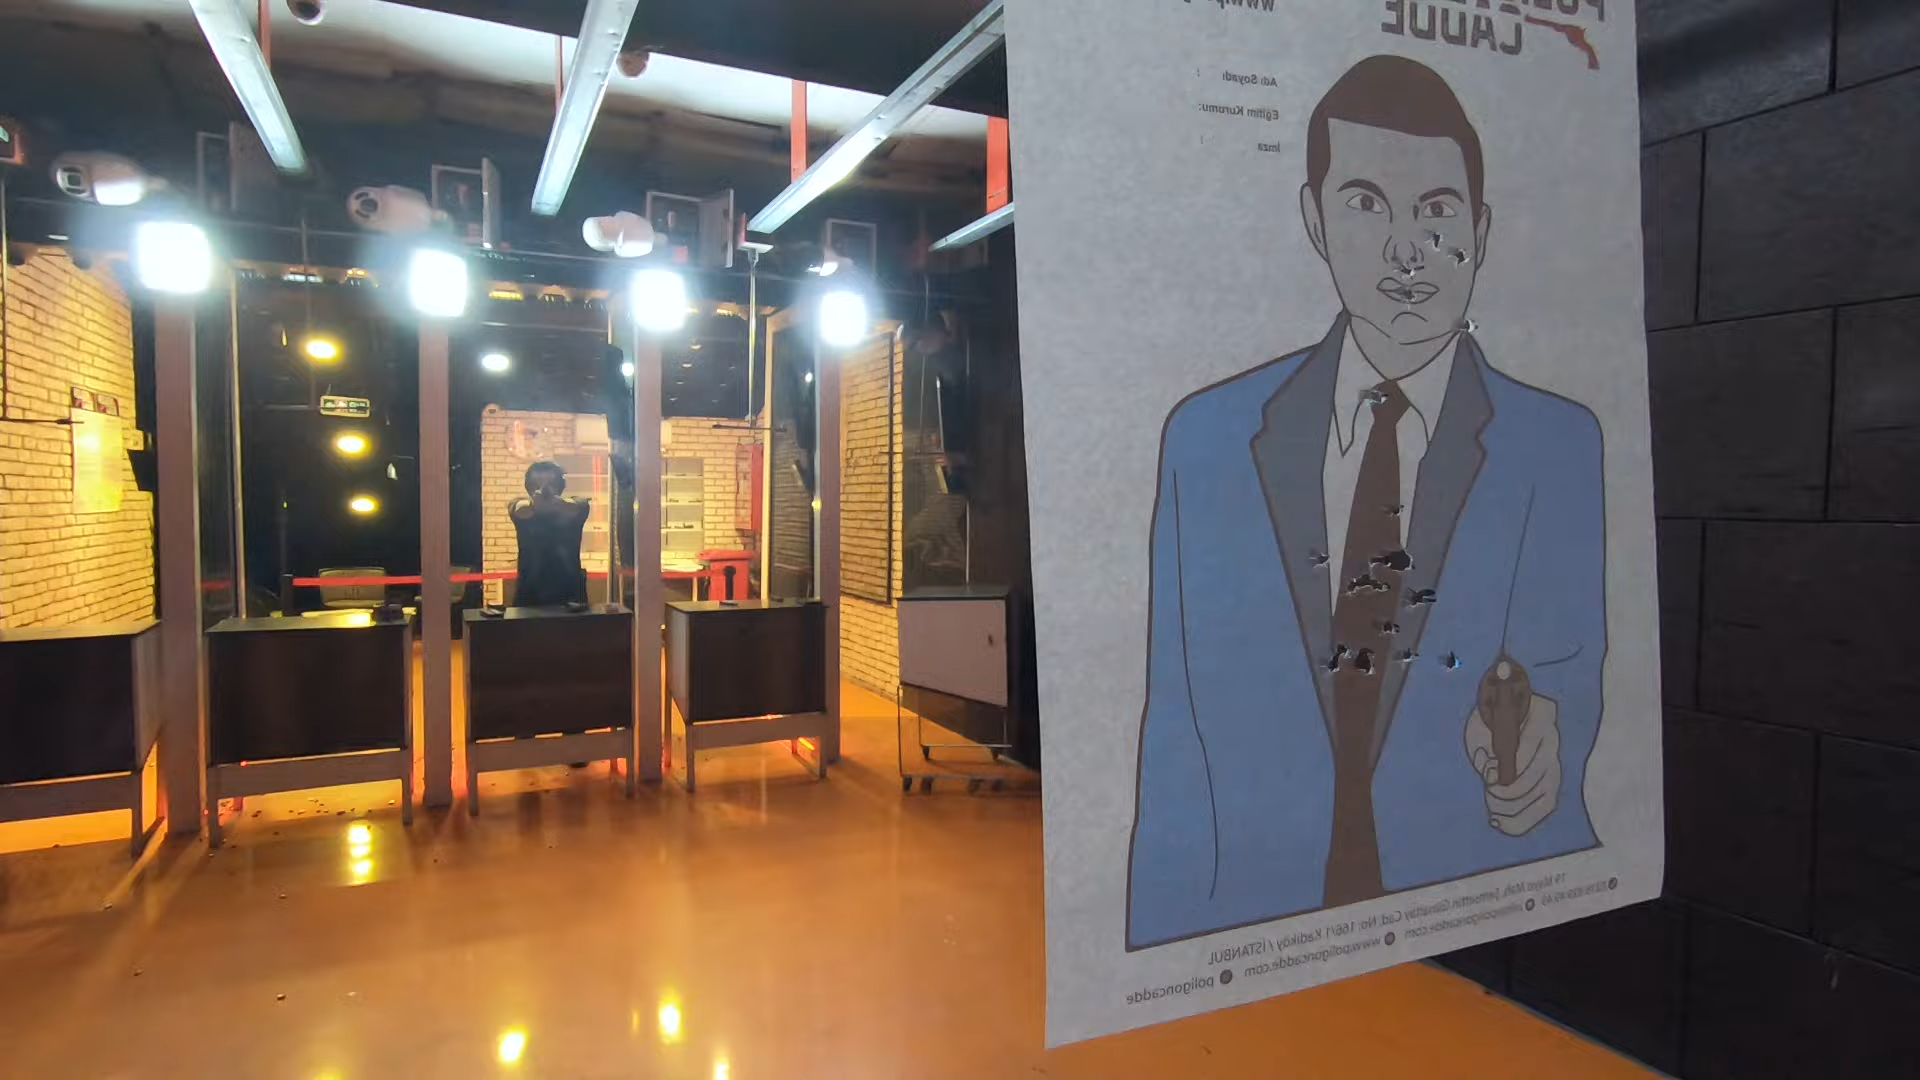 CADDE
Adı Soyadı :
Eğitim Kurumu:
İmza :
19 Mayıs Mah. Şemsettin Günaltay Cad. No: 166/1 Kadıköy / İSTANBUL
www.poligoncadde.com
poligoncadde